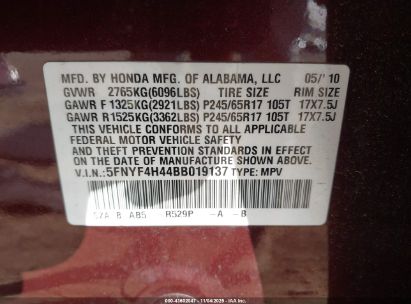 MFD. BY HONDA MFG. OF ALABAMA, LLC 05/'10
GVWR 2765KG(6096LBS) TIRE SIZE RIM SIZE
GAWR F 1325KG(2921LBS) P245/65R17 105T 17X7.5J
GAWR R1525KG(3362LBS) P245/65R17 105T 17X7.5J
THIS VEHICLE CONFORMS TO ALL APPLICABLE
FEDERAL MOTOR VEHICLE SAFETY
AND THEFT PREVENTION STANDARDS IN EFFECT
ON THE DATE OF MANUFACTURE SHOWN ABOVE.
V.I.N.:5FNYF4H44BB019137 TYPE: MPV
SZA B AB5 R529P -A -B